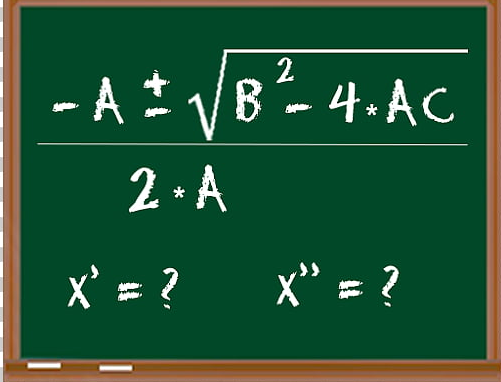 -A ± √B² - 4*AC
2*A
x' = ? x'' = ?